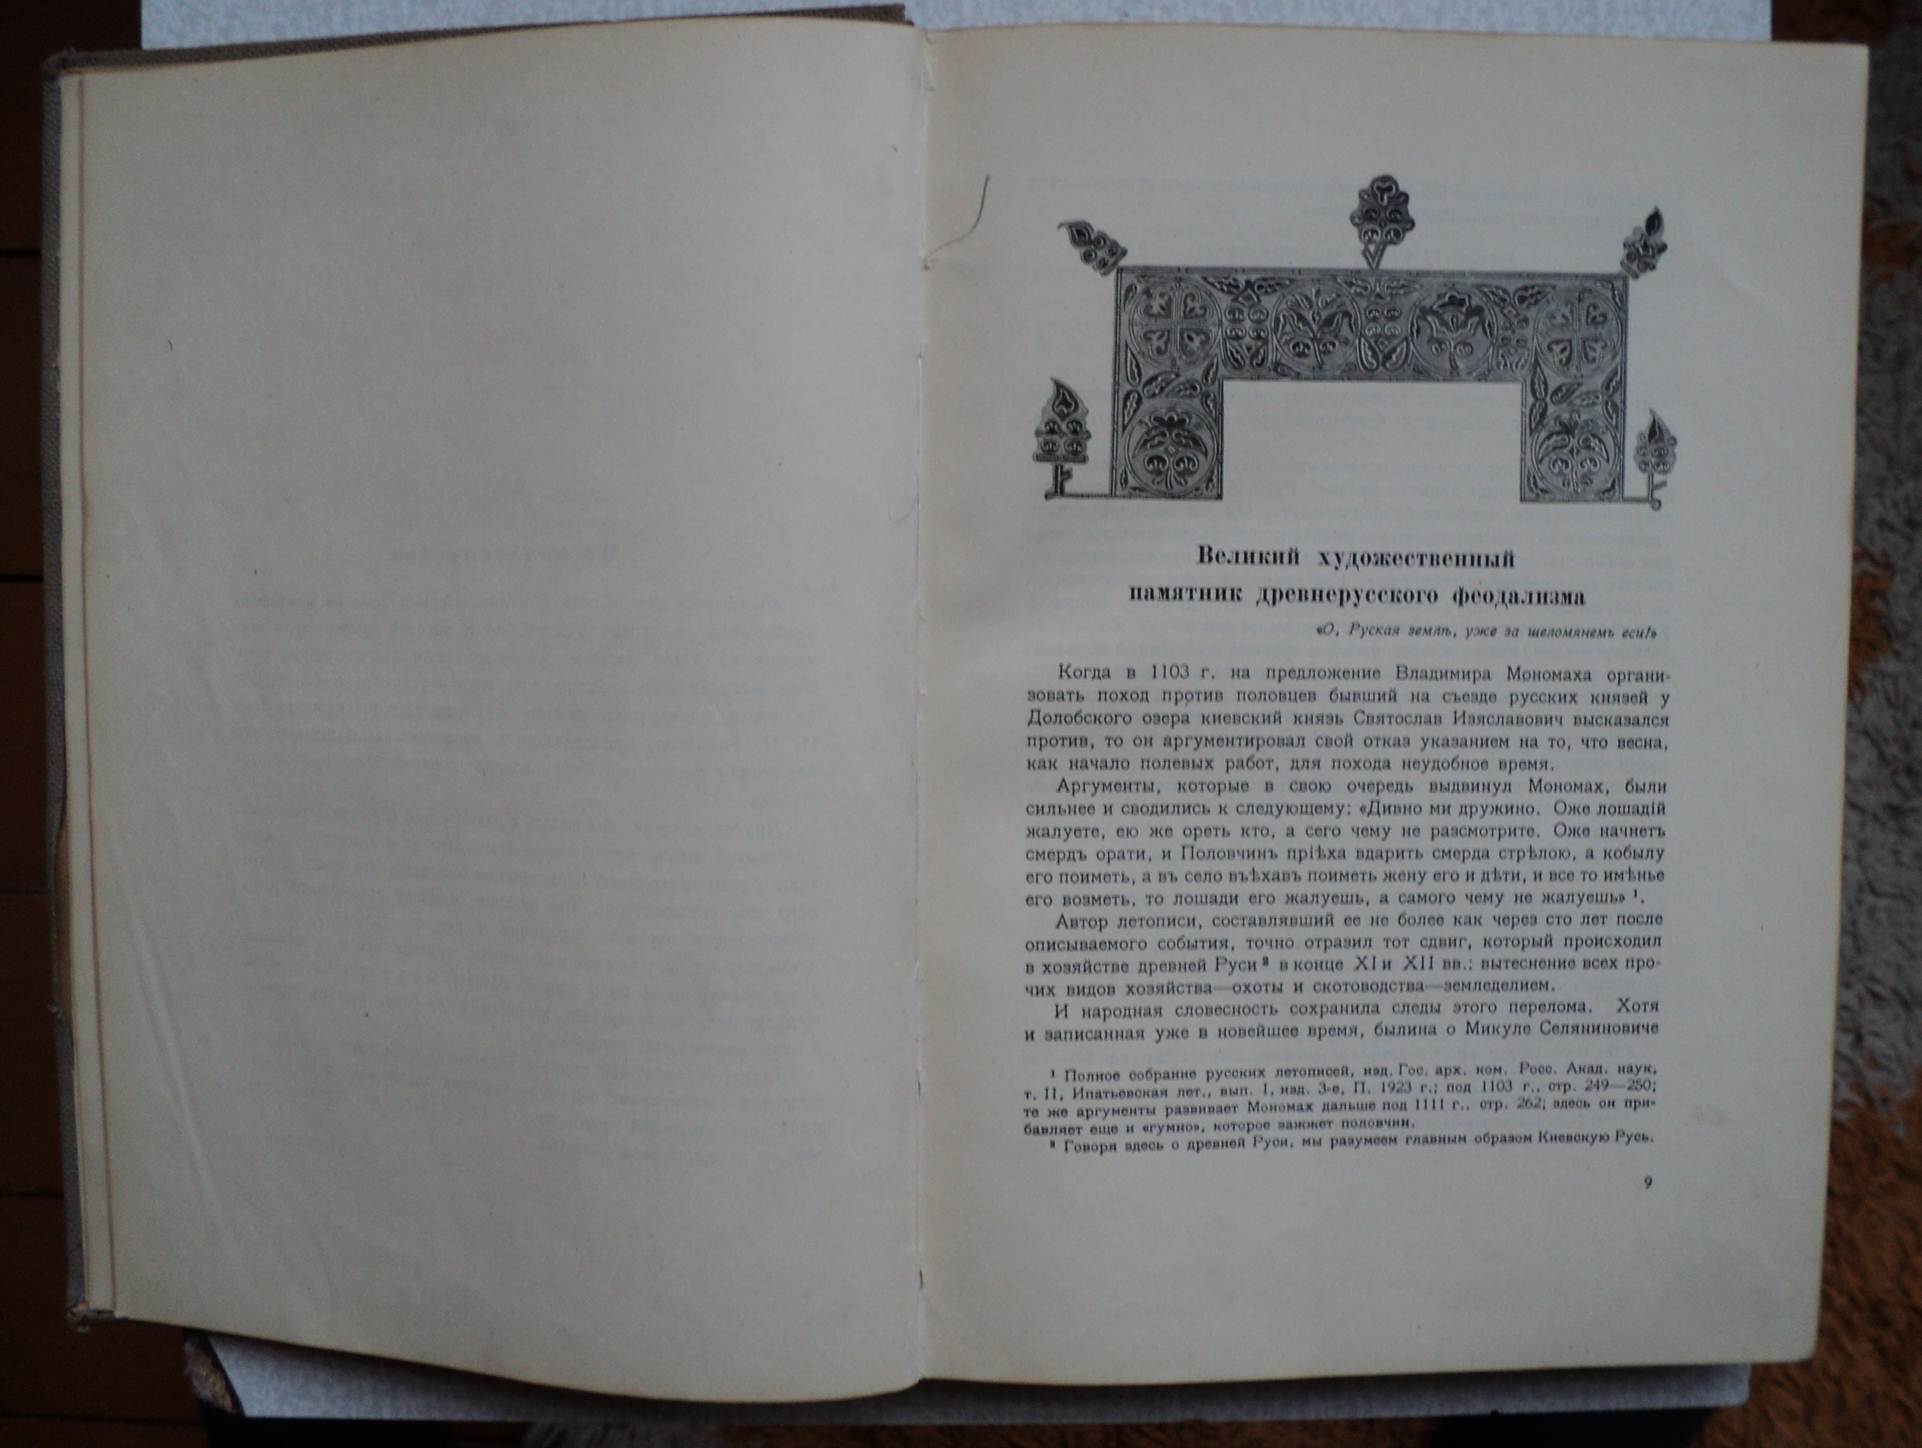 Великий художественный
памятник древнерусского феодализма
«О, Руская землѣ, уже за шеломянемъ еси!»
Когда в 1103 г. на предложение Владимира Мономаха органи-
зовать поход против половцев бывший на съезде русских князей у
Долобского озера киевский князь Святослав Изяславович высказался
против, то он аргументировал свой отказ указанием на то, что весна,
как начало полевых работ, для похода неудобное время.
Аргументы, которые в свою очередь выдвинул Мономах, были
сильнее и сводились к следующему: «Дивно ми дружино. Оже лошадій
жалуете, ею же ореть кто, а сего чему не разсмотрите. Оже начнеть
смердъ орати, и Половчинъ пріѣха вдарить смерда стрѣлою, а кобылу
его поиметь, а въ село въѣхавъ поиметь жену его и дѣти, и все то имѣнье
его возметь, то лошади его жалуешь, а самого чему не жалуешь» ¹.
Автор летописи, составлявший ее не более как через сто лет после
описываемого события, точно отразил тот сдвиг, который происходил
в хозяйстве древней Руси ² в конце XI и XII вв.: вытеснение всех про-
чих видов хозяйства—охоты и скотоводства—земледелием.
И народная словесность сохранила следы этого перелома. Хотя
и записанная уже в новейшее время, былина о Микуле Селяниновиче
¹ Полное собрание русских летописей, изд. Гос. арх. ком. Росс. Акад. наук,
т. II, Ипатьевская лет., вып. I, изд. 3-е, П. 1923 г.; под 1103 г., стр. 249—250;
те же аргументы развивает Мономах дальше под 1111 г., стр. 262; здесь он при-
бавляет еще и «гумно», которое зажжет половчин.
² Говоря здесь о древней Руси, мы разумеем главным образом Киевскую Русь.
9